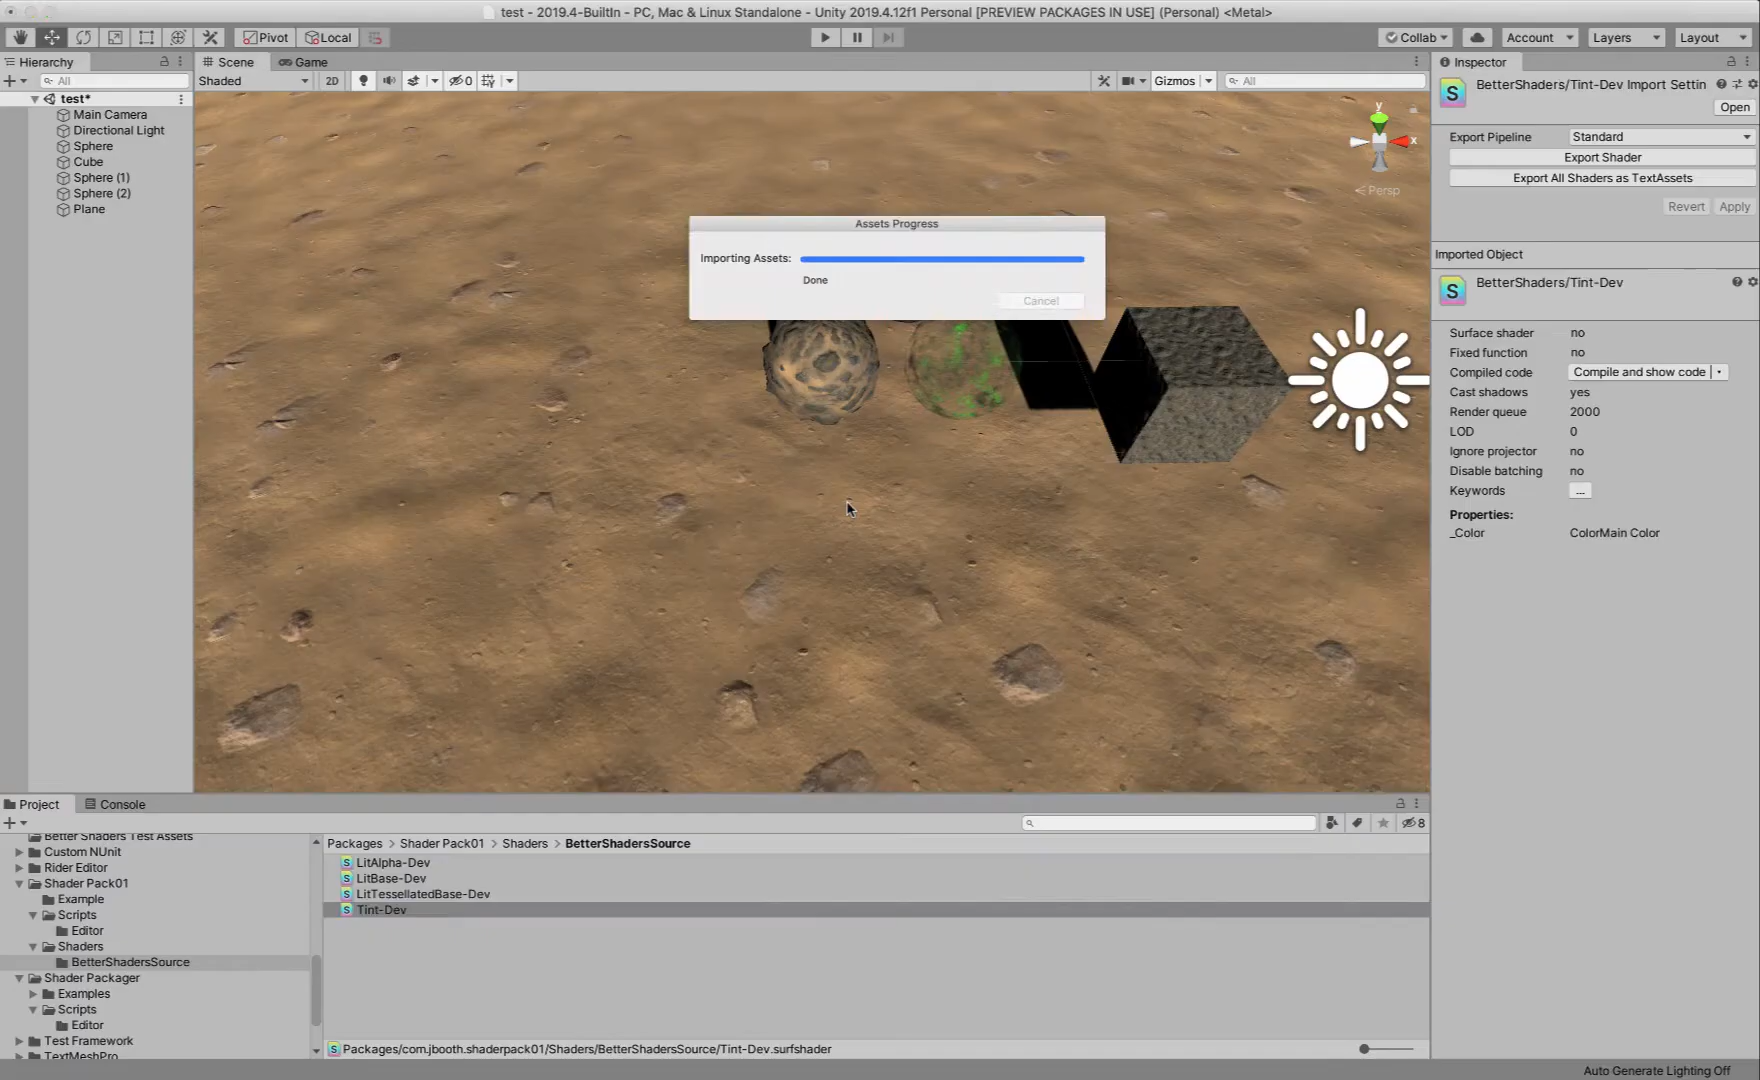 test - 2019.4-BuiltIn - PC, Mac & Linux Standalone - Unity 2019.4.12f1 Personal [PREVIEW PACKAGES IN USE] (Personal) <Metal>
Pivot Local Collab Account Layers Layout
Hierarchy Scene Game Inspector
All Shaded 2D 0 Gizmos All
BetterShaders/Tint-Dev Import Settin
Open
test*
Main Camera
Directional Light
Sphere
Cube
Sphere (1)
Sphere (2)
Plane
y
x
Persp
Export Pipeline Standard
Export Shader
Export All Shaders as TextAssets
Revert Apply
Assets Progress
Importing Assets:
Done
Cancel
Imported Object
S BetterShaders/Tint-Dev
Surface shader no
Fixed function no
Compiled code Compile and show code
Cast shadows yes
Render queue 2000
LOD 0
Ignore projector no
Disable batching no
Keywords ...
Properties:
_Color ColorMain Color
Project Console
8
Better Shaders Test Assets
Custom NUnit
Rider Editor
Shader Pack01
Example
Scripts
Editor
Shaders
BetterShadersSource
Shader Packager
Examples
Scripts
Editor
Test Framework
TextMeshPro
Packages > Shader Pack01 > Shaders > BetterShadersSource
LitAlpha-Dev
LitBase-Dev
LitTessellatedBase-Dev
Tint-Dev
Packages/com.jbooth.shaderpack01/Shaders/BetterShadersSource/Tint-Dev.surfshader
Auto Generate Lighting Off